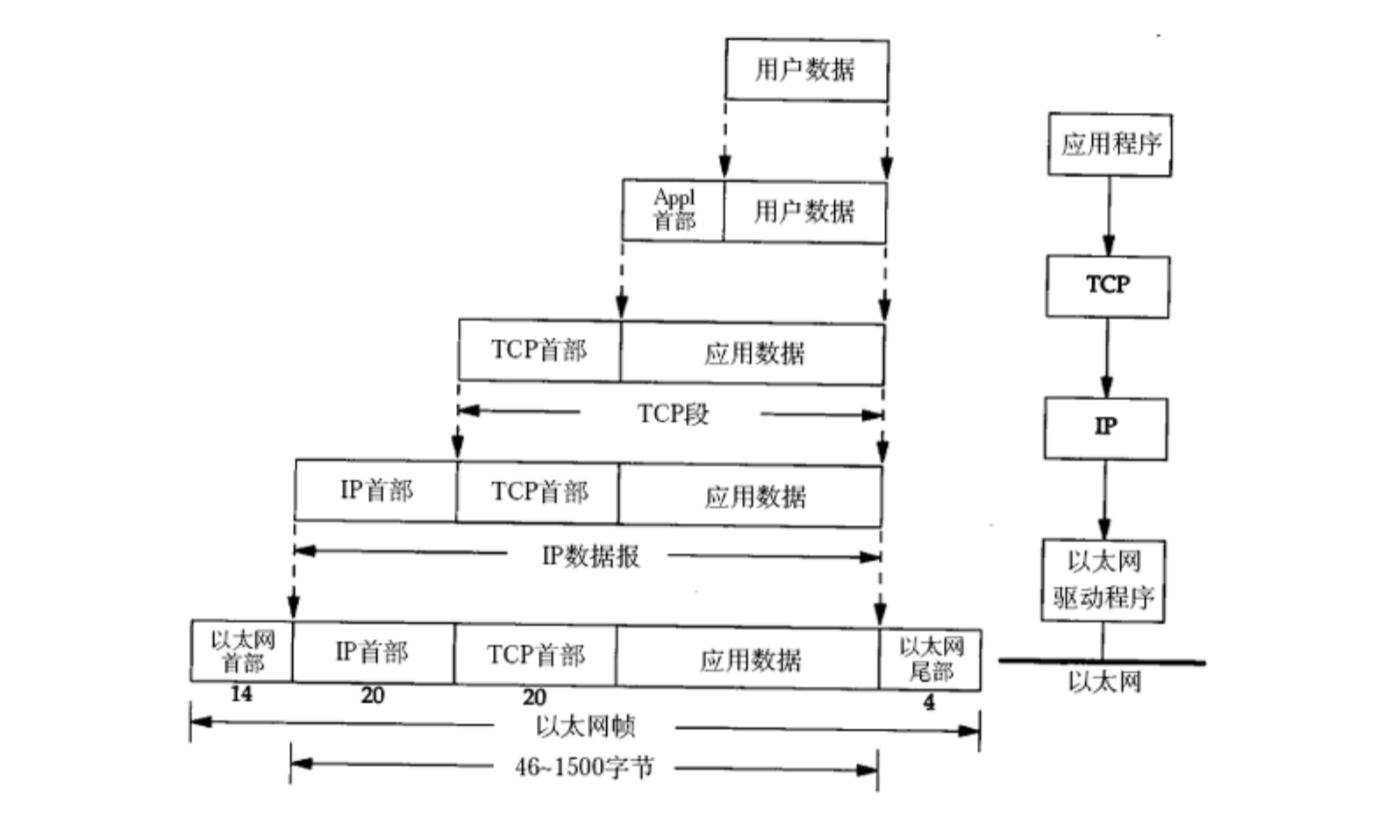 用户数据
应用程序
Appl
首部
用户数据
TCP
TCP首部
应用数据
TCP段
IP
IP首部
TCP首部
应用数据
IP数据报
以太网
驱动程序
以太网
首部
IP首部
TCP首部
应用数据
以太网
尾部
以太网
14
20
20
4
以太网帧
46~1500字节